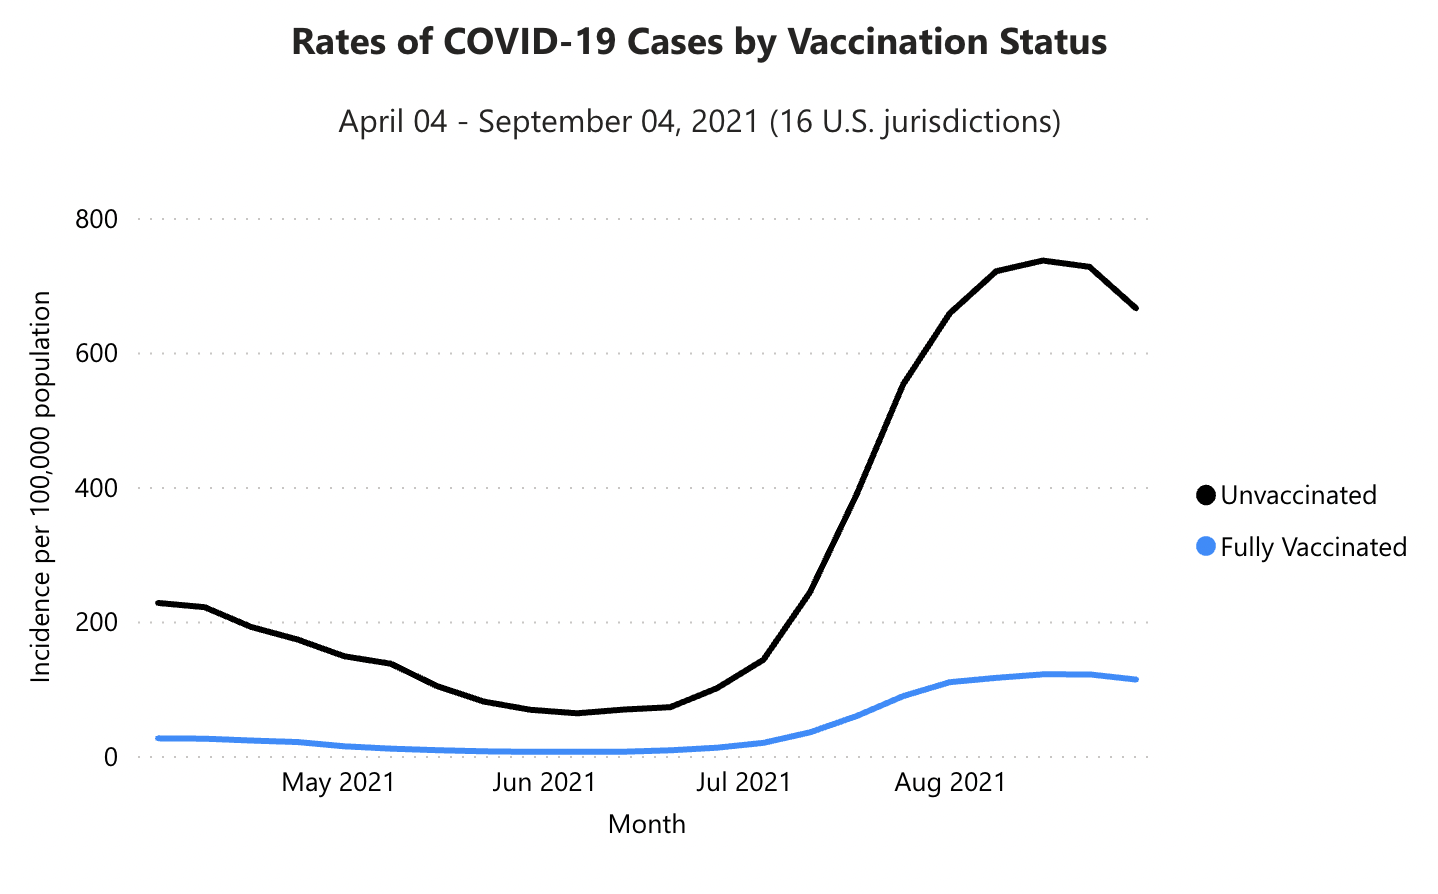 Rates of COVID-19 Cases by Vaccination Status
April 04 - September 04, 2021 (16 U.S. jurisdictions)
Incidence per 100,000 population
800
600
400
200
0
May 2021
Jun 2021
Jul 2021
Aug 2021
Month
Unvaccinated
Fully Vaccinated